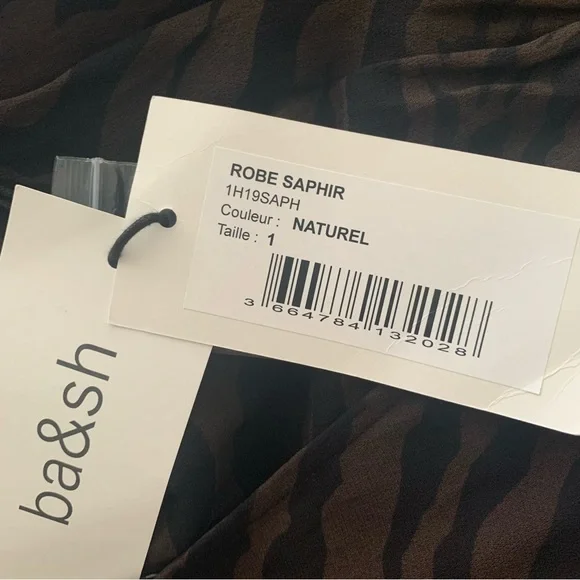 ROBE SAPHIR
1H19SAPH
Couleur : NATUREL
Taille : 1
3 664784 132028
ba&sh